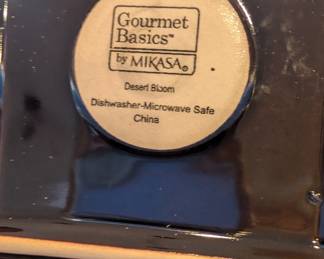 Gourmet
Basics™
by MIKASA®
Desert Bloom
Dishwasher-Microwave Safe
China